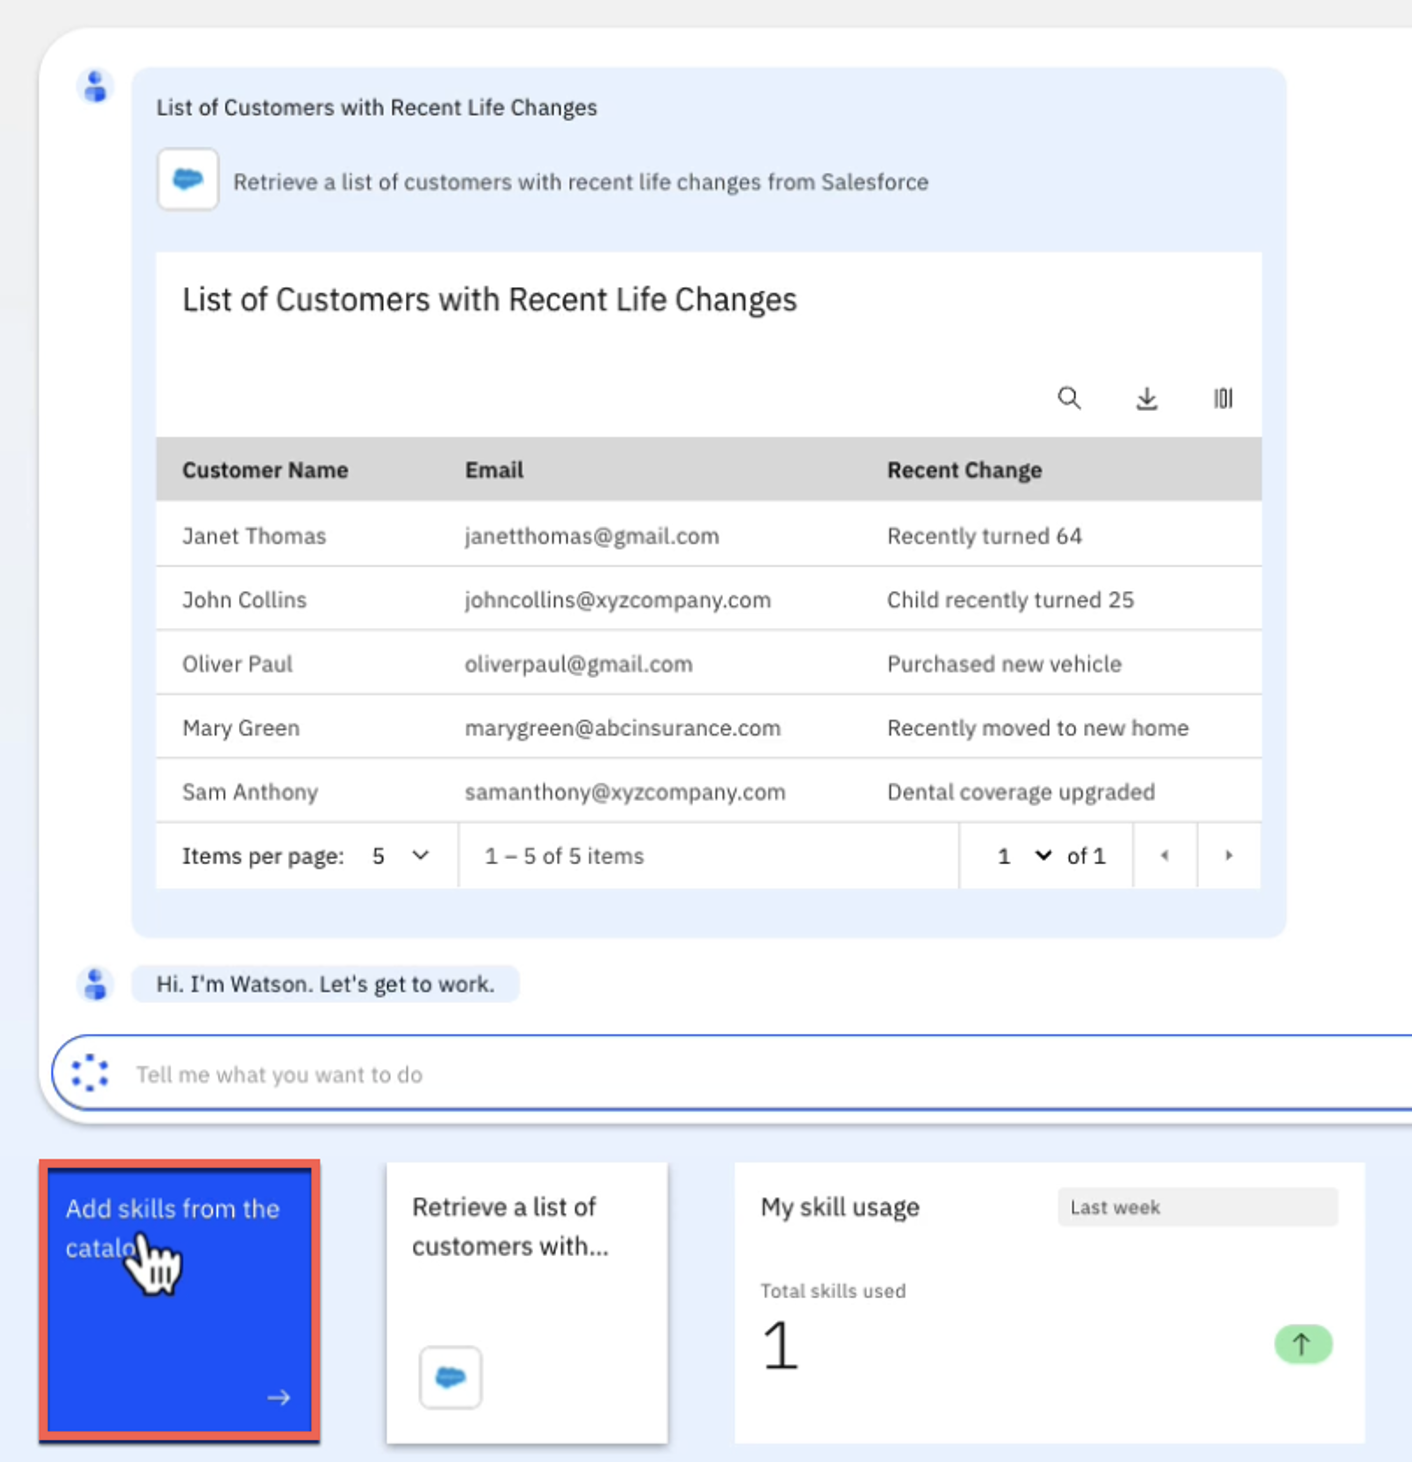 List of Customers with Recent Life Changes
Retrieve a list of customers with recent life changes from Salesforce
List of Customers with Recent Life Changes
Customer Name Email Recent Change
Janet Thomas janetthomas@gmail.com Recently turned 64
John Collins johncollins@xyzcompany.com Child recently turned 25
Oliver Paul oliverpaul@gmail.com Purchased new vehicle
Mary Green marygreen@abcinsurance.com Recently moved to new home
Sam Anthony samanthony@xyzcompany.com Dental coverage upgraded
Items per page: 5 1 – 5 of 5 items 1 of 1
Hi. I'm Watson. Let's get to work.
Tell me what you want to do
Add skills from the
catalo
Retrieve a list of
customers with...
My skill usage Last week
Total skills used
1